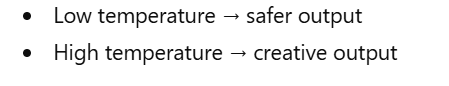 • Low temperature → safer output
• High temperature → creative output